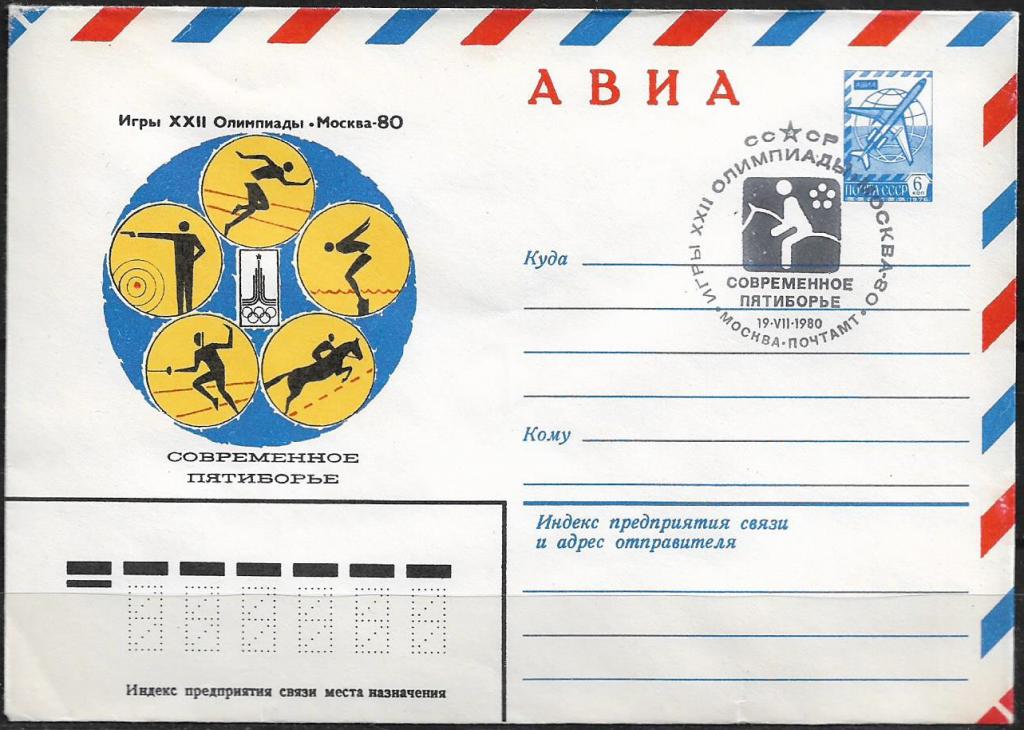 АВИА
Игры XXII Олимпиады • Москва-80
АВИА
ПОЧТА СССР
6 коп
1976
СС★СР
• ИГРЫ XXII ОЛИМПИАДЫ МОСКВА-80 •
СОВРЕМЕННОЕ
ПЯТИБОРЬЕ
19·VII·1980
МОСКВА·ПОЧТАМТ
Куда
Кому
СОВРЕМЕННОЕ
ПЯТИБОРЬЕ
Индекс предприятия связи
и адрес отправителя
Индекс предприятия связи места назначения